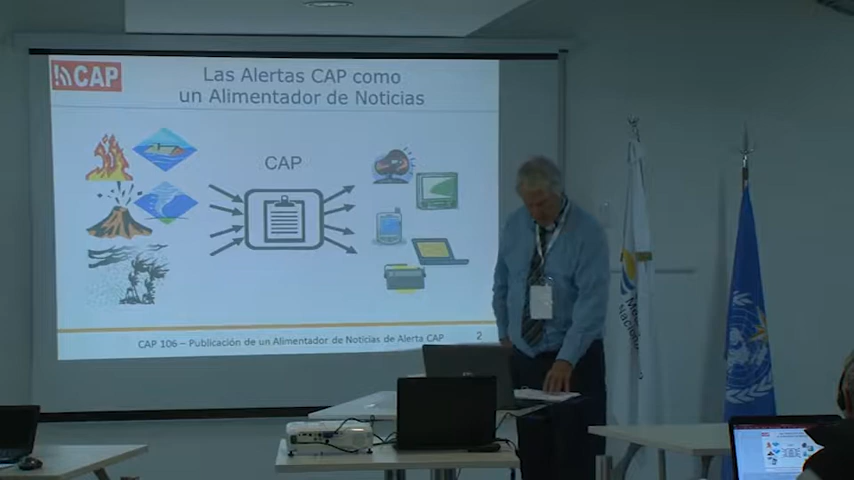 CAP
Las Alertas CAP como
un Alimentador de Noticias
CAP
CAP 106 – Publicación de un Alimentador de Noticias de Alerta CAP
2